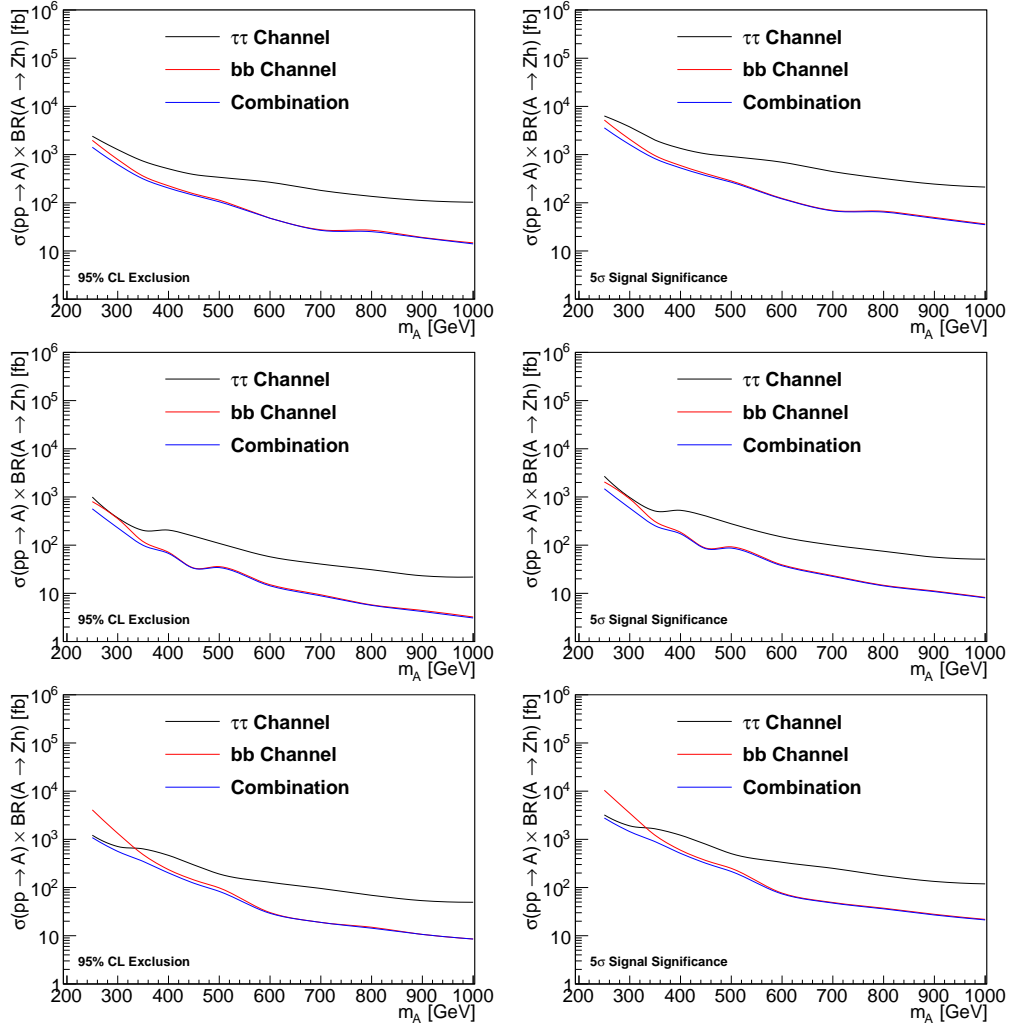 σ(pp → A) × BR(A → Zh) [fb]
10^6
10^5
10^4
10^3
10^2
10
1
ττ Channel
bb Channel
Combination
95% CL Exclusion
200 300 400 500 600 700 800 900 1000
m_A [GeV]
σ(pp → A) × BR(A → Zh) [fb]
10^6
10^5
10^4
10^3
10^2
10
1
ττ Channel
bb Channel
Combination
5σ Signal Significance
200 300 400 500 600 700 800 900 1000
m_A [GeV]
σ(pp → A) × BR(A → Zh) [fb]
10^6
10^5
10^4
10^3
10^2
10
1
ττ Channel
bb Channel
Combination
95% CL Exclusion
200 300 400 500 600 700 800 900 1000
m_A [GeV]
σ(pp → A) × BR(A → Zh) [fb]
10^6
10^5
10^4
10^3
10^2
10
1
ττ Channel
bb Channel
Combination
5σ Signal Significance
200 300 400 500 600 700 800 900 1000
m_A [GeV]
σ(pp → A) × BR(A → Zh) [fb]
10^6
10^5
10^4
10^3
10^2
10
1
ττ Channel
bb Channel
Combination
95% CL Exclusion
200 300 400 500 600 700 800 900 1000
m_A [GeV]
σ(pp → A) × BR(A → Zh) [fb]
10^6
10^5
10^4
10^3
10^2
10
1
ττ Channel
bb Channel
Combination
5σ Signal Significance
200 300 400 500 600 700 800 900 1000
m_A [GeV]